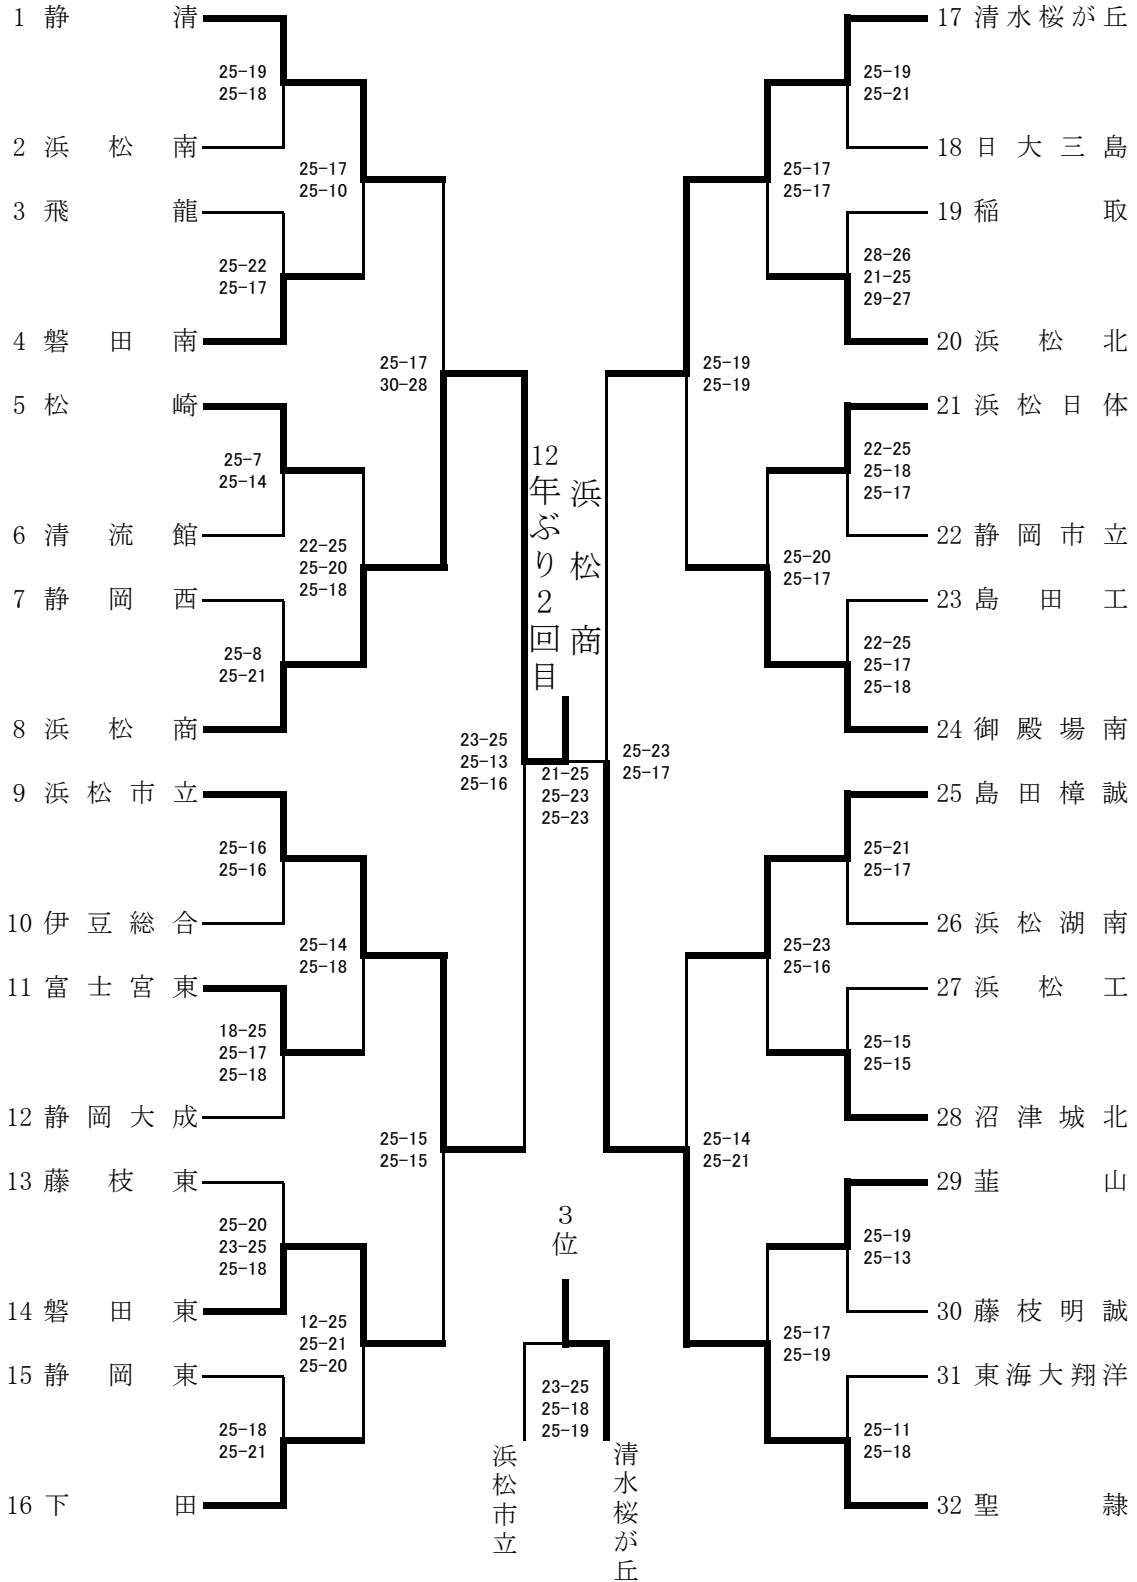 1 静清
25-19
25-18
2 浜松南
25-17
25-10
3 飛龍
25-22
25-17
4 磐田南
25-17
30-28
5 松崎
25-7
25-14
6 清流館
22-25
25-20
25-18
7 静岡西
25-8
25-21
8 浜松商
23-25
25-13
25-16
9 浜松市立
25-16
25-16
10 伊豆総合
25-14
25-18
11 富士宮東
18-25
25-17
25-18
12 静岡大成
25-15
25-15
13 藤枝東
25-20
23-25
25-18
14 磐田東
12-25
25-21
25-20
15 静岡東
25-18
25-21
16 下田
浜松商
12年ぶり2回目
21-25
25-23
25-23
3位
23-25
25-18
25-19
浜松市立
清水桜が丘
17 清水桜が丘
25-19
25-21
18 日大三島
25-17
25-17
19 稲取
28-26
21-25
29-27
20 浜松北
25-19
25-19
21 浜松日体
22-25
25-18
25-17
22 静岡市立
25-20
25-17
23 島田工
22-25
25-17
25-18
24 御殿場南
25-23
25-17
25 島田樟誠
25-21
25-17
26 浜松湖南
25-23
25-16
27 浜松工
25-15
25-15
28 沼津城北
25-14
25-21
29 韮山
25-19
25-13
30 藤枝明誠
25-17
25-19
31 東海大翔洋
25-11
25-18
32 聖隷